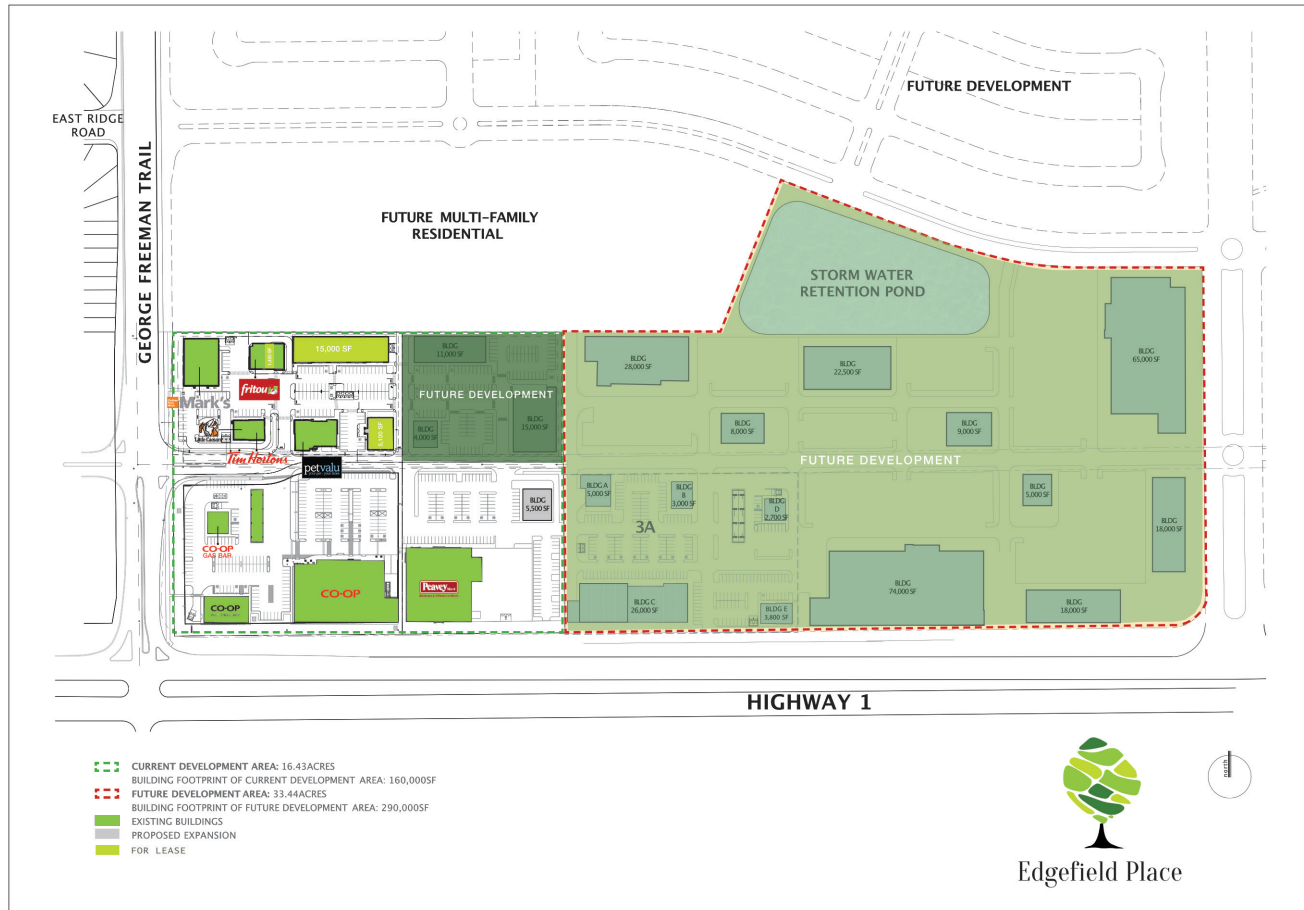 FUTURE DEVELOPMENT
EAST RIDGE
ROAD
GEORGE FREEMAN TRAIL
FUTURE MULTI-FAMILY
RESIDENTIAL
STORM WATER
RETENTION POND
15,000 SF
fritou
Mark's
Little Caesars
Tim Hortons
petvalu
5,100 SF
BLDG
11,000 SF
FUTURE DEVELOPMENT
BLDG
4,000 SF
BLDG
15,000 SF
BLDG
28,000 SF
BLDG
22,500 SF
BLDG
65,000 SF
BLDG
8,000 SF
BLDG
9,000 SF
FUTURE DEVELOPMENT
BLDG
5,500 SF
BLDG A
5,000 SF
BLDG
B
3,000 SF
BLDG
D
2,700 SF
BLDG
5,000 SF
BLDG
18,000 SF
3A
CO-OP
GAS BAR
CO-OP
CO-OP
Peavey Mart
BLDG C
26,000 SF
BLDG E
3,800 SF
BLDG
74,000 SF
BLDG
18,000 SF
HIGHWAY 1
CURRENT DEVELOPMENT AREA: 16.43ACRES
BUILDING FOOTPRINT OF CURRENT DEVELOPMENT AREA: 160,000SF
FUTURE DEVELOPMENT AREA: 33.44ACRES
BUILDING FOOTPRINT OF FUTURE DEVELOPMENT AREA: 290,000SF
EXISTING BUILDINGS
PROPOSED EXPANSION
FOR LEASE
north
Edgefield Place